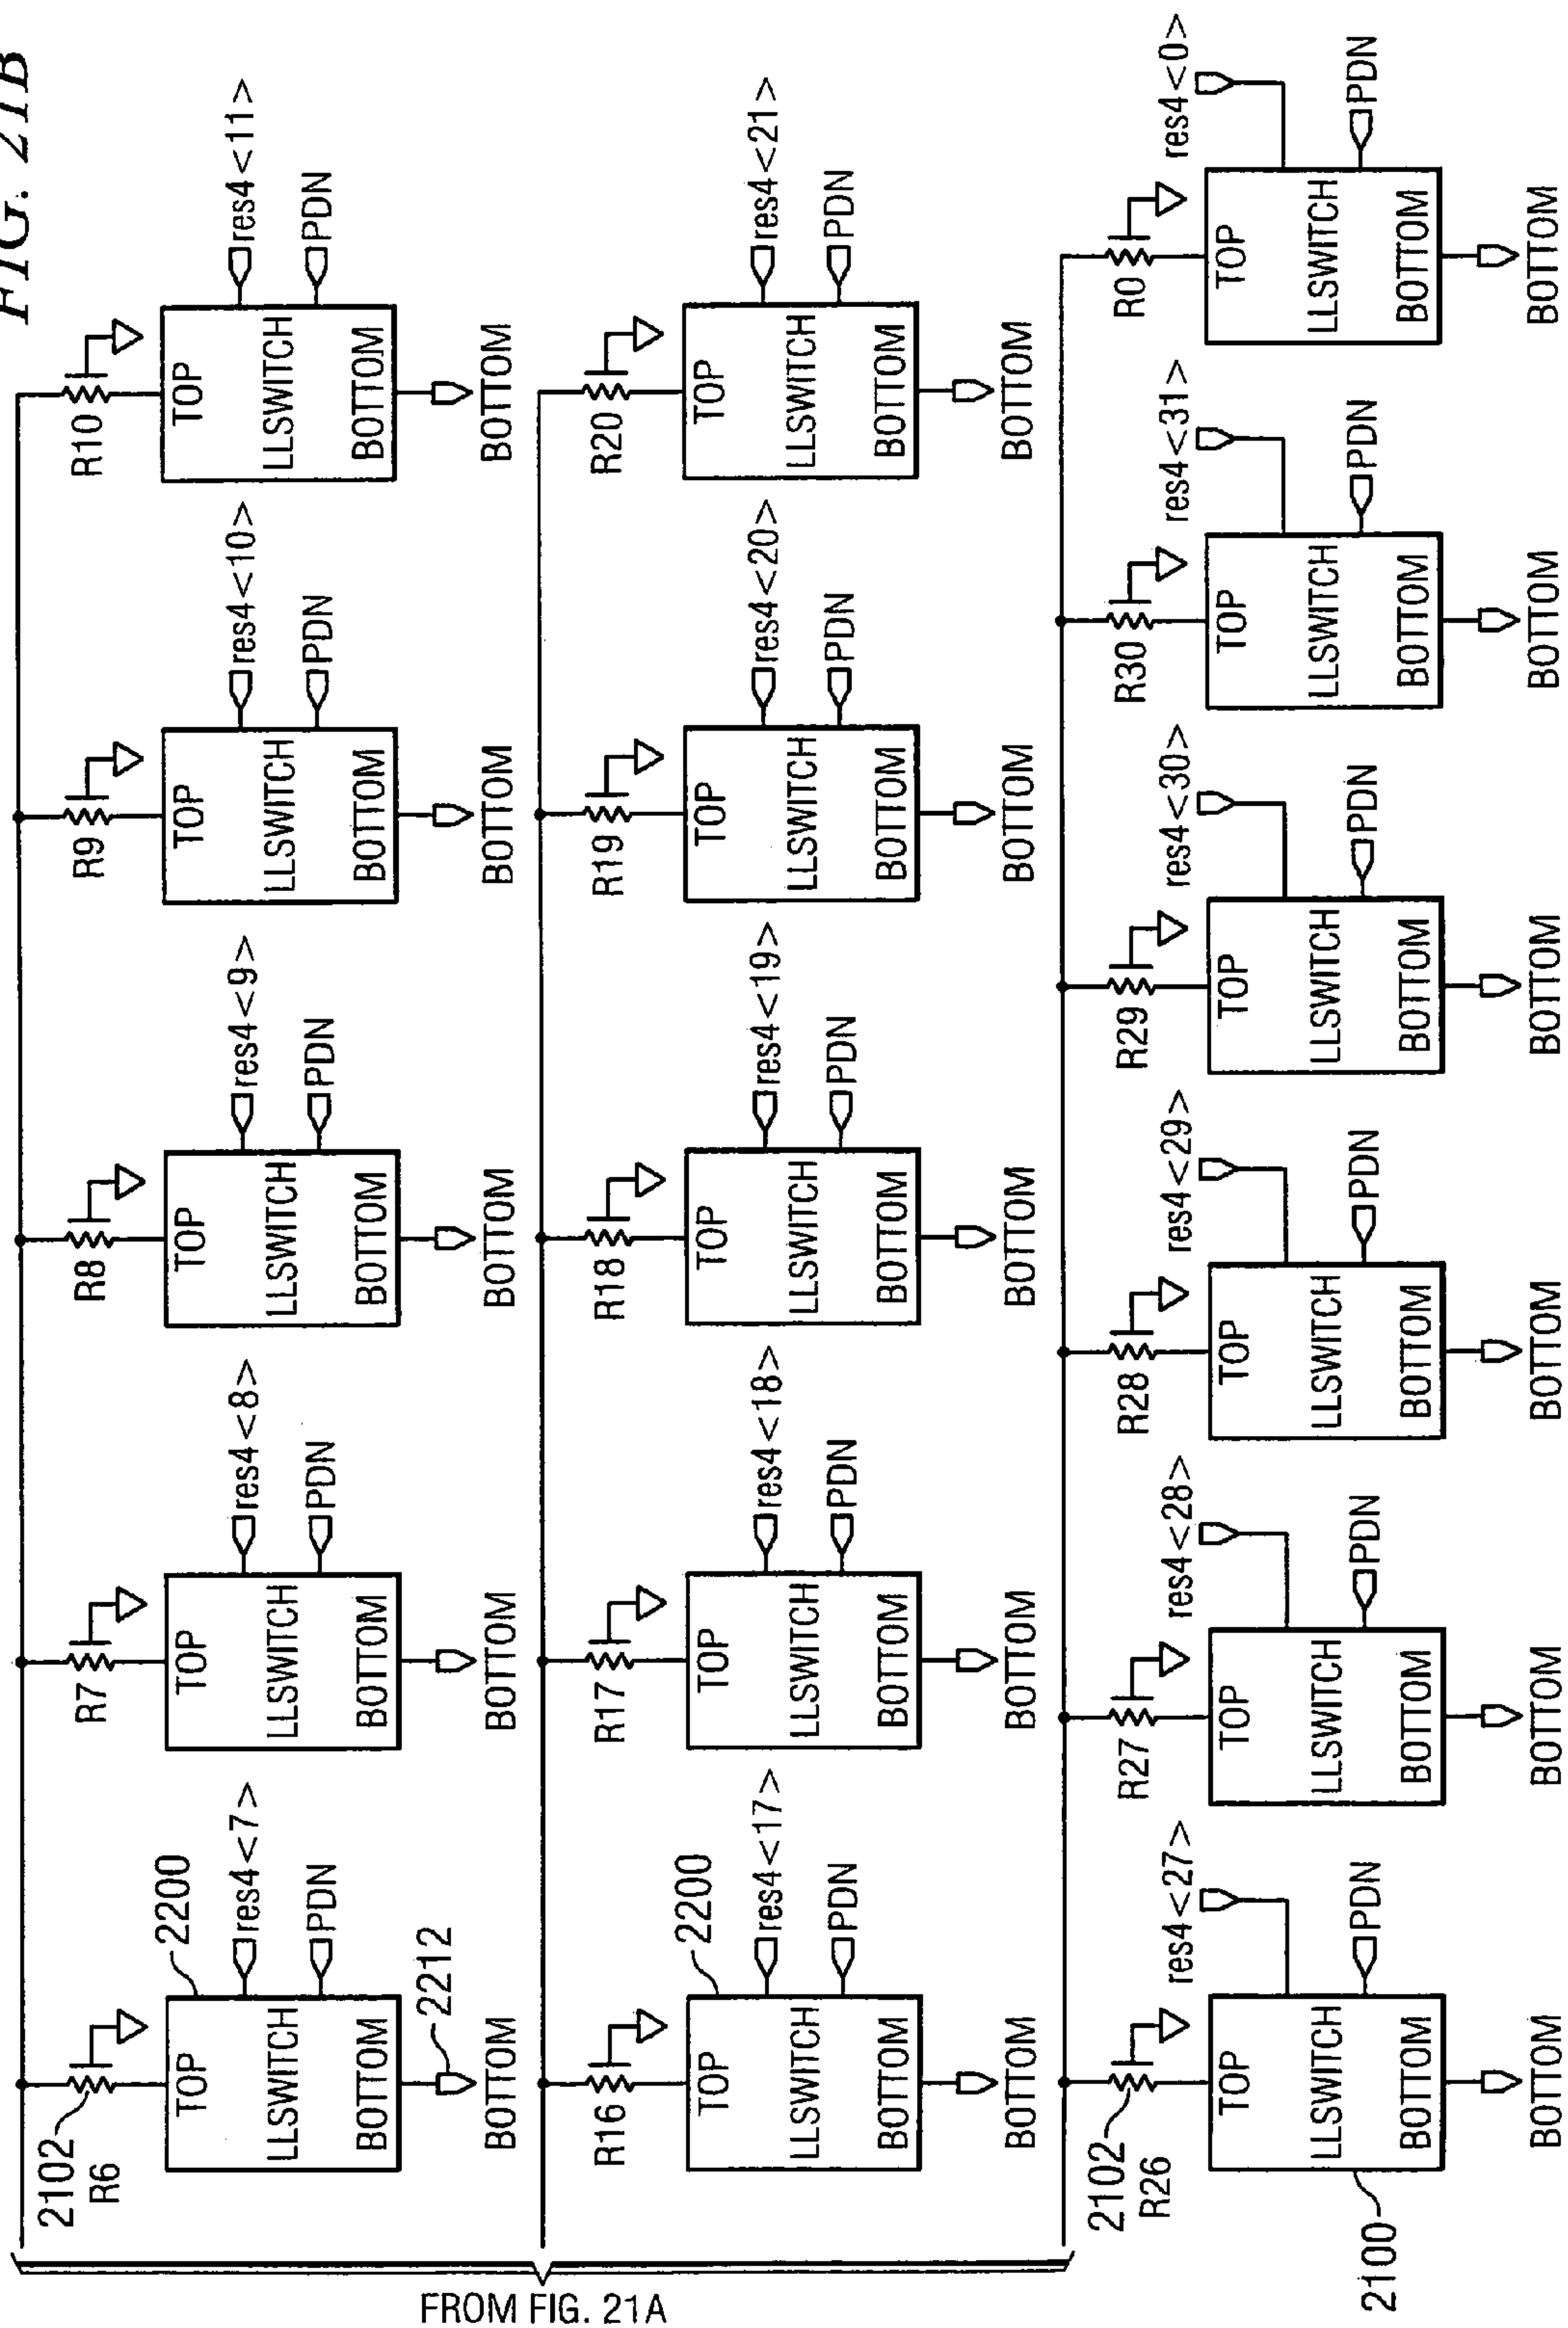 FIG. 21B
FROM FIG. 21A
2102
R6
TOP
LLSWITCH
BOTTOM
2200
res4<7>
PDN
2212
BOTTOM
R7
TOP
LLSWITCH
BOTTOM
res4<8>
PDN
BOTTOM
R8
TOP
LLSWITCH
BOTTOM
res4<9>
PDN
BOTTOM
R9
TOP
LLSWITCH
BOTTOM
res4<10>
PDN
BOTTOM
R10
TOP
LLSWITCH
BOTTOM
res4<11>
PDN
BOTTOM
R16
TOP
LLSWITCH
BOTTOM
2200
res4<17>
PDN
BOTTOM
R17
TOP
LLSWITCH
BOTTOM
res4<18>
PDN
BOTTOM
R18
TOP
LLSWITCH
BOTTOM
res4<19>
PDN
BOTTOM
R19
TOP
LLSWITCH
BOTTOM
res4<20>
PDN
BOTTOM
R20
TOP
LLSWITCH
BOTTOM
res4<21>
PDN
BOTTOM
2102
R26
TOP
LLSWITCH
BOTTOM
2100
res4<27>
PDN
BOTTOM
R27
TOP
LLSWITCH
BOTTOM
res4<28>
PDN
BOTTOM
R28
TOP
LLSWITCH
BOTTOM
res4<29>
PDN
BOTTOM
R29
TOP
LLSWITCH
BOTTOM
res4<30>
PDN
BOTTOM
R30
TOP
LLSWITCH
BOTTOM
res4<31>
PDN
BOTTOM
R0
TOP
LLSWITCH
BOTTOM
res4<0>
PDN
BOTTOM